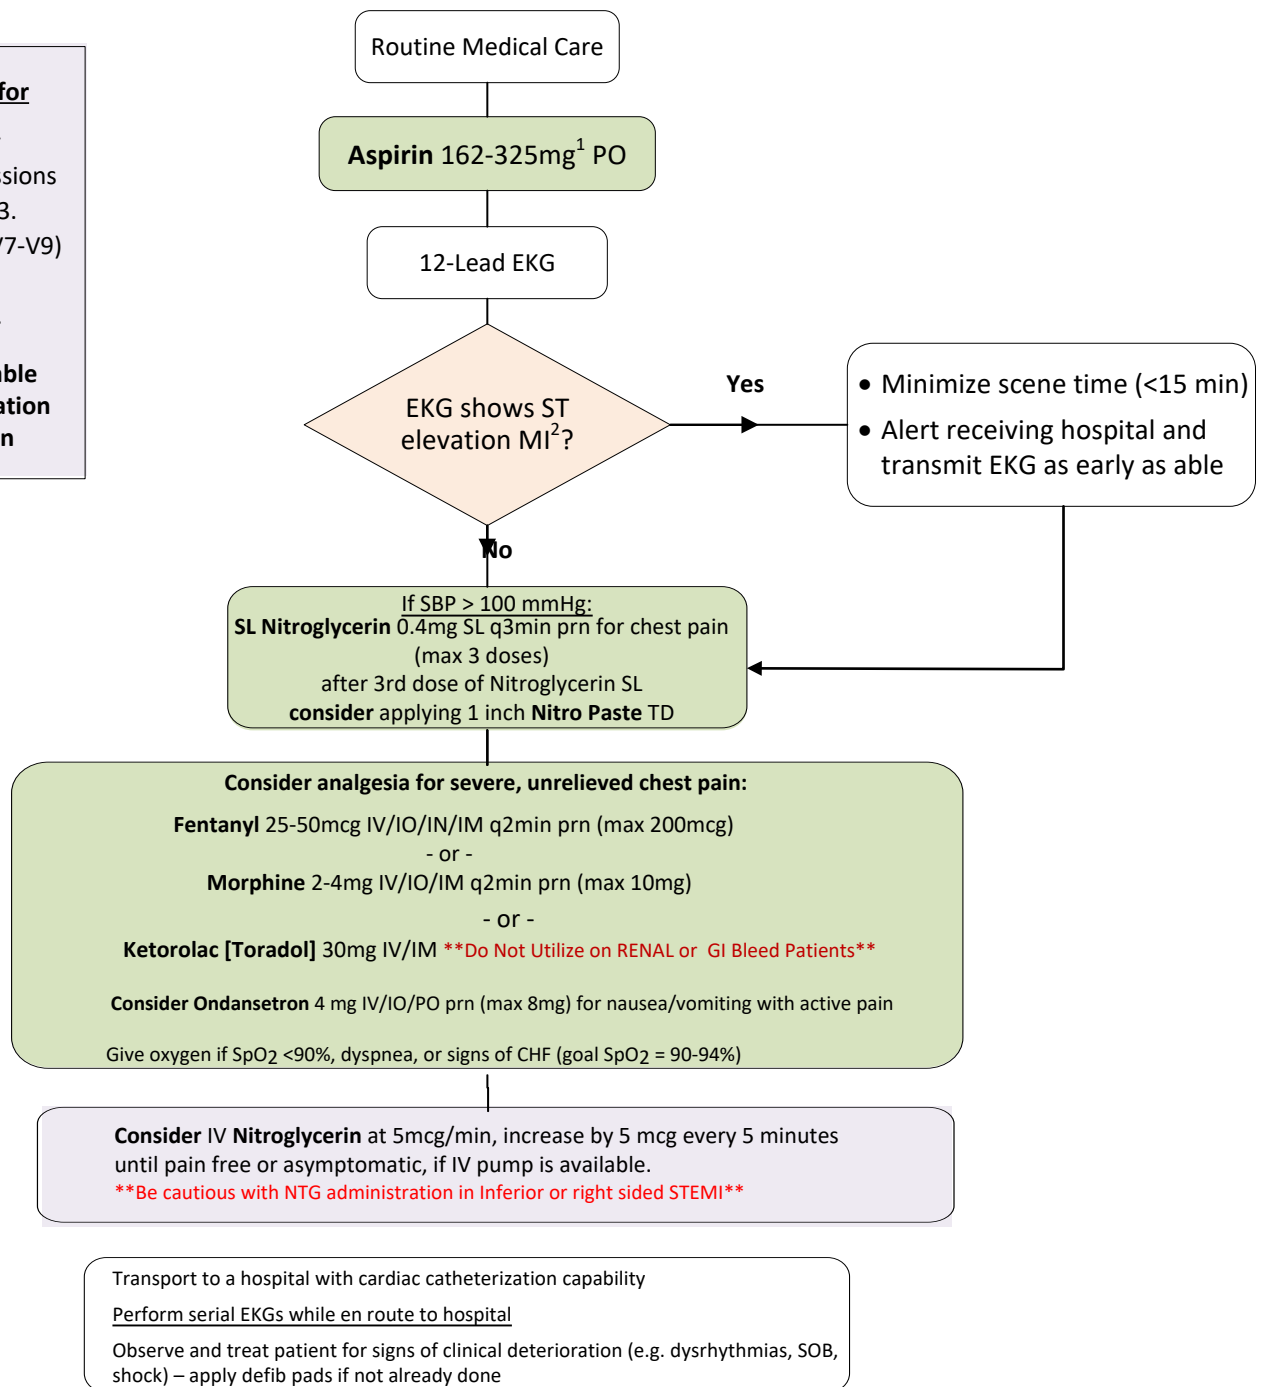 Routine Medical Care
for
ssions
3.
V7-V9)
able
ation
n
Aspirin 162-325mg1 PO
12-Lead EKG
EKG shows ST
elevation MI2?
Yes
• Minimize scene time (<15 min)
• Alert receiving hospital and
transmit EKG as early as able
No
If SBP > 100 mmHg:
SL Nitroglycerin 0.4mg SL q3min prn for chest pain
(max 3 doses)
after 3rd dose of Nitroglycerin SL
consider applying 1 inch Nitro Paste TD
Consider analgesia for severe, unrelieved chest pain:
Fentanyl 25-50mcg IV/IO/IN/IM q2min prn (max 200mcg)
- or -
Morphine 2-4mg IV/IO/IM q2min prn (max 10mg)
- or -
Ketorolac [Toradol] 30mg IV/IM **Do Not Utilize on RENAL or GI Bleed Patients**
Consider Ondansetron 4 mg IV/IO/PO prn (max 8mg) for nausea/vomiting with active pain
Give oxygen if SpO2 <90%, dyspnea, or signs of CHF (goal SpO2 = 90-94%)
Consider IV Nitroglycerin at 5mcg/min, increase by 5 mcg every 5 minutes
until pain free or asymptomatic, if IV pump is available.
**Be cautious with NTG administration in Inferior or right sided STEMI**
Transport to a hospital with cardiac catheterization capability
Perform serial EKGs while en route to hospital
Observe and treat patient for signs of clinical deterioration (e.g. dysrhythmias, SOB,
shock) – apply defib pads if not already done